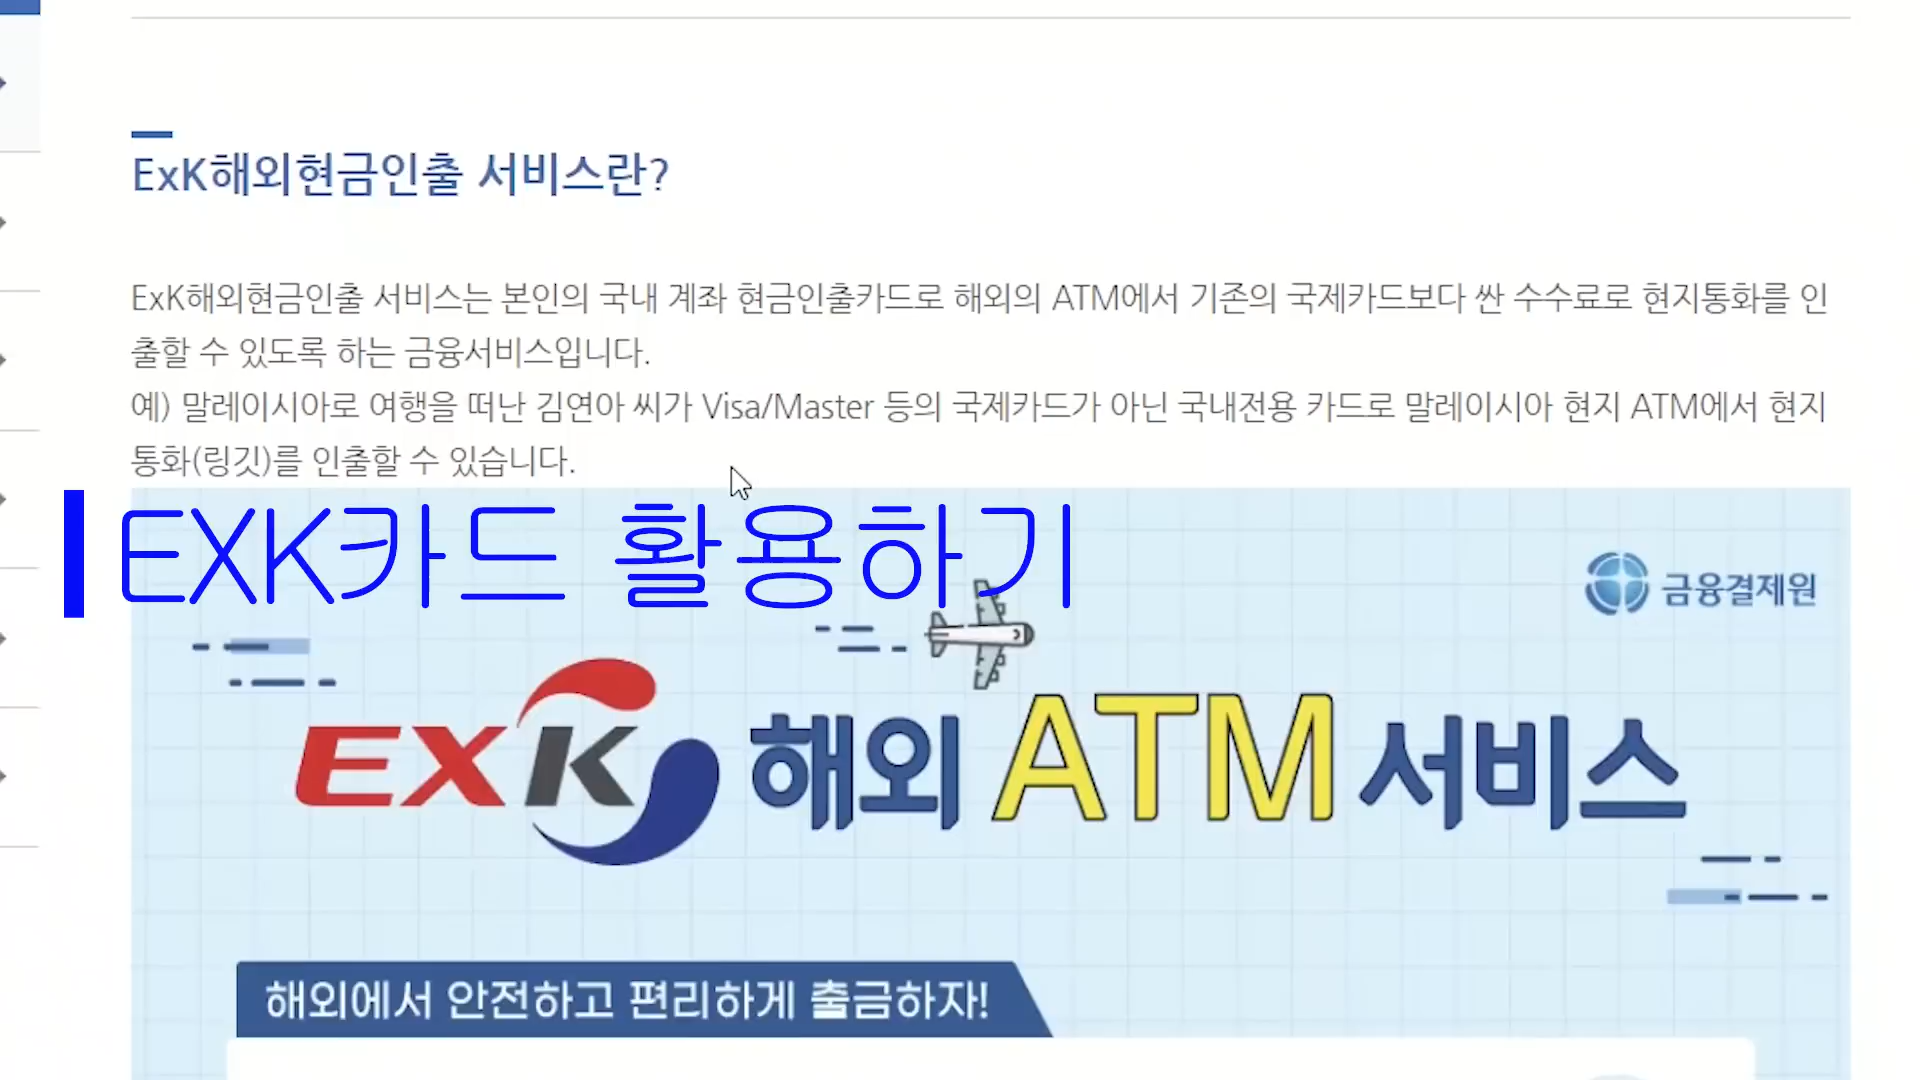 ExK해외현금인출 서비스란?
ExK해외현금인출 서비스는 본인의 국내 계좌 현금인출카드로 해외의 ATM에서 기존의 국제카드보다 싼 수수료로 현지통화를 인
출할 수 있도록 하는 금융서비스입니다.
예) 말레이시아로 여행을 떠난 김연아 씨가 Visa/Master 등의 국제카드가 아닌 국내전용 카드로 말레이시아 현지 ATM에서 현지
통화(링깃)를 인출할 수 있습니다.
EXK카드 활용하기
금융결제원
EXK 해외 ATM 서비스
해외에서 안전하고 편리하게 출금하자!